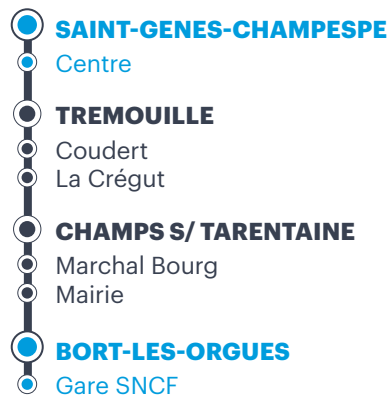 SAINT-GENES-CHAMPESPE
Centre
TREMOUILLE
Coudert
La Crégut
CHAMPS S/ TARENTAINE
Marchal Bourg
Mairie
BORT-LES-ORGUES
Gare SNCF